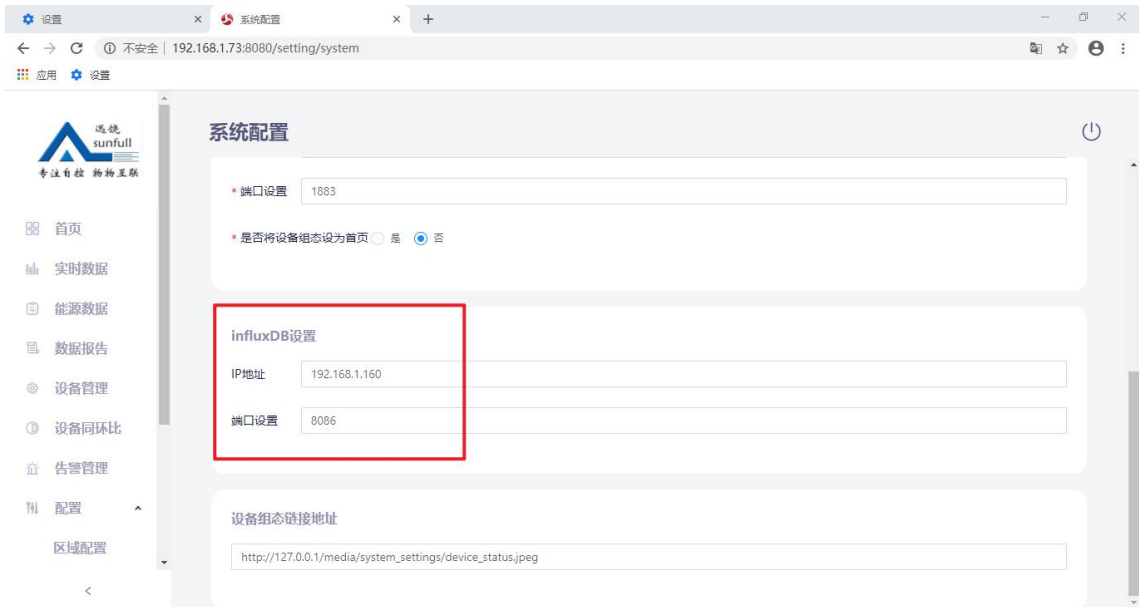 设置
系统配置
不安全 | 192.168.1.73:8080/setting/system
应用
设置
迅饶
sunfull
专注自控 物物互联
首页
实时数据
能源数据
数据报告
设备管理
设备同环比
告警管理
配置
区域配置
系统配置
* 端口设置 1883
* 是否将设备组态设为首页 是 否
influxDB设置
IP地址 192.168.1.160
端口设置 8086
设备组态链接地址
http://127.0.0.1/media/system_settings/device_status.jpeg